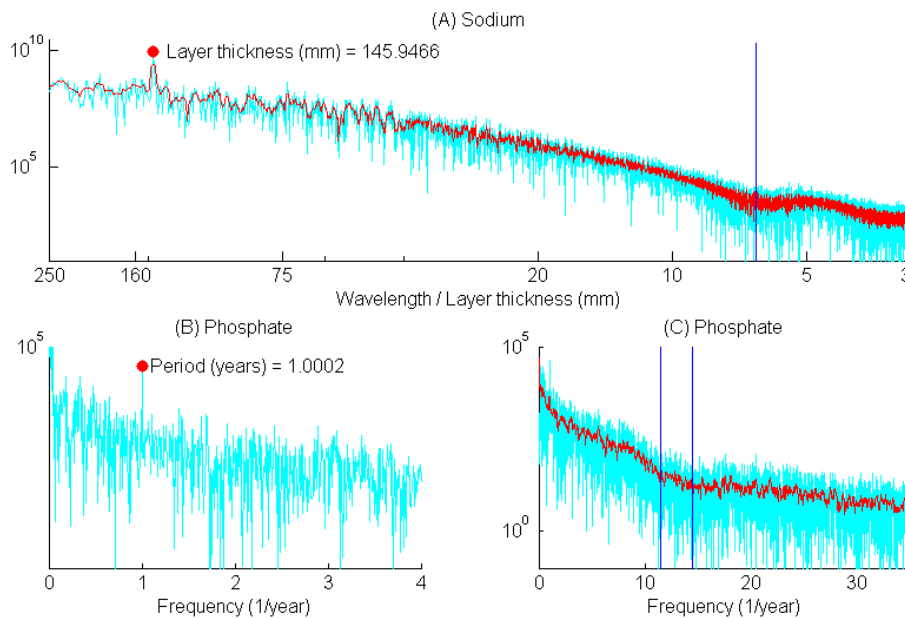 (A) Sodium
10^10
Layer thickness (mm) = 145.9466
10^5
250 160 75 20 10 5 3
Wavelength / Layer thickness (mm)
(B) Phosphate
10^5
Period (years) = 1.0002
0 1 2 3 4
Frequency (1/year)
(C) Phosphate
10^5
10^0
0 10 20 30
Frequency (1/year)